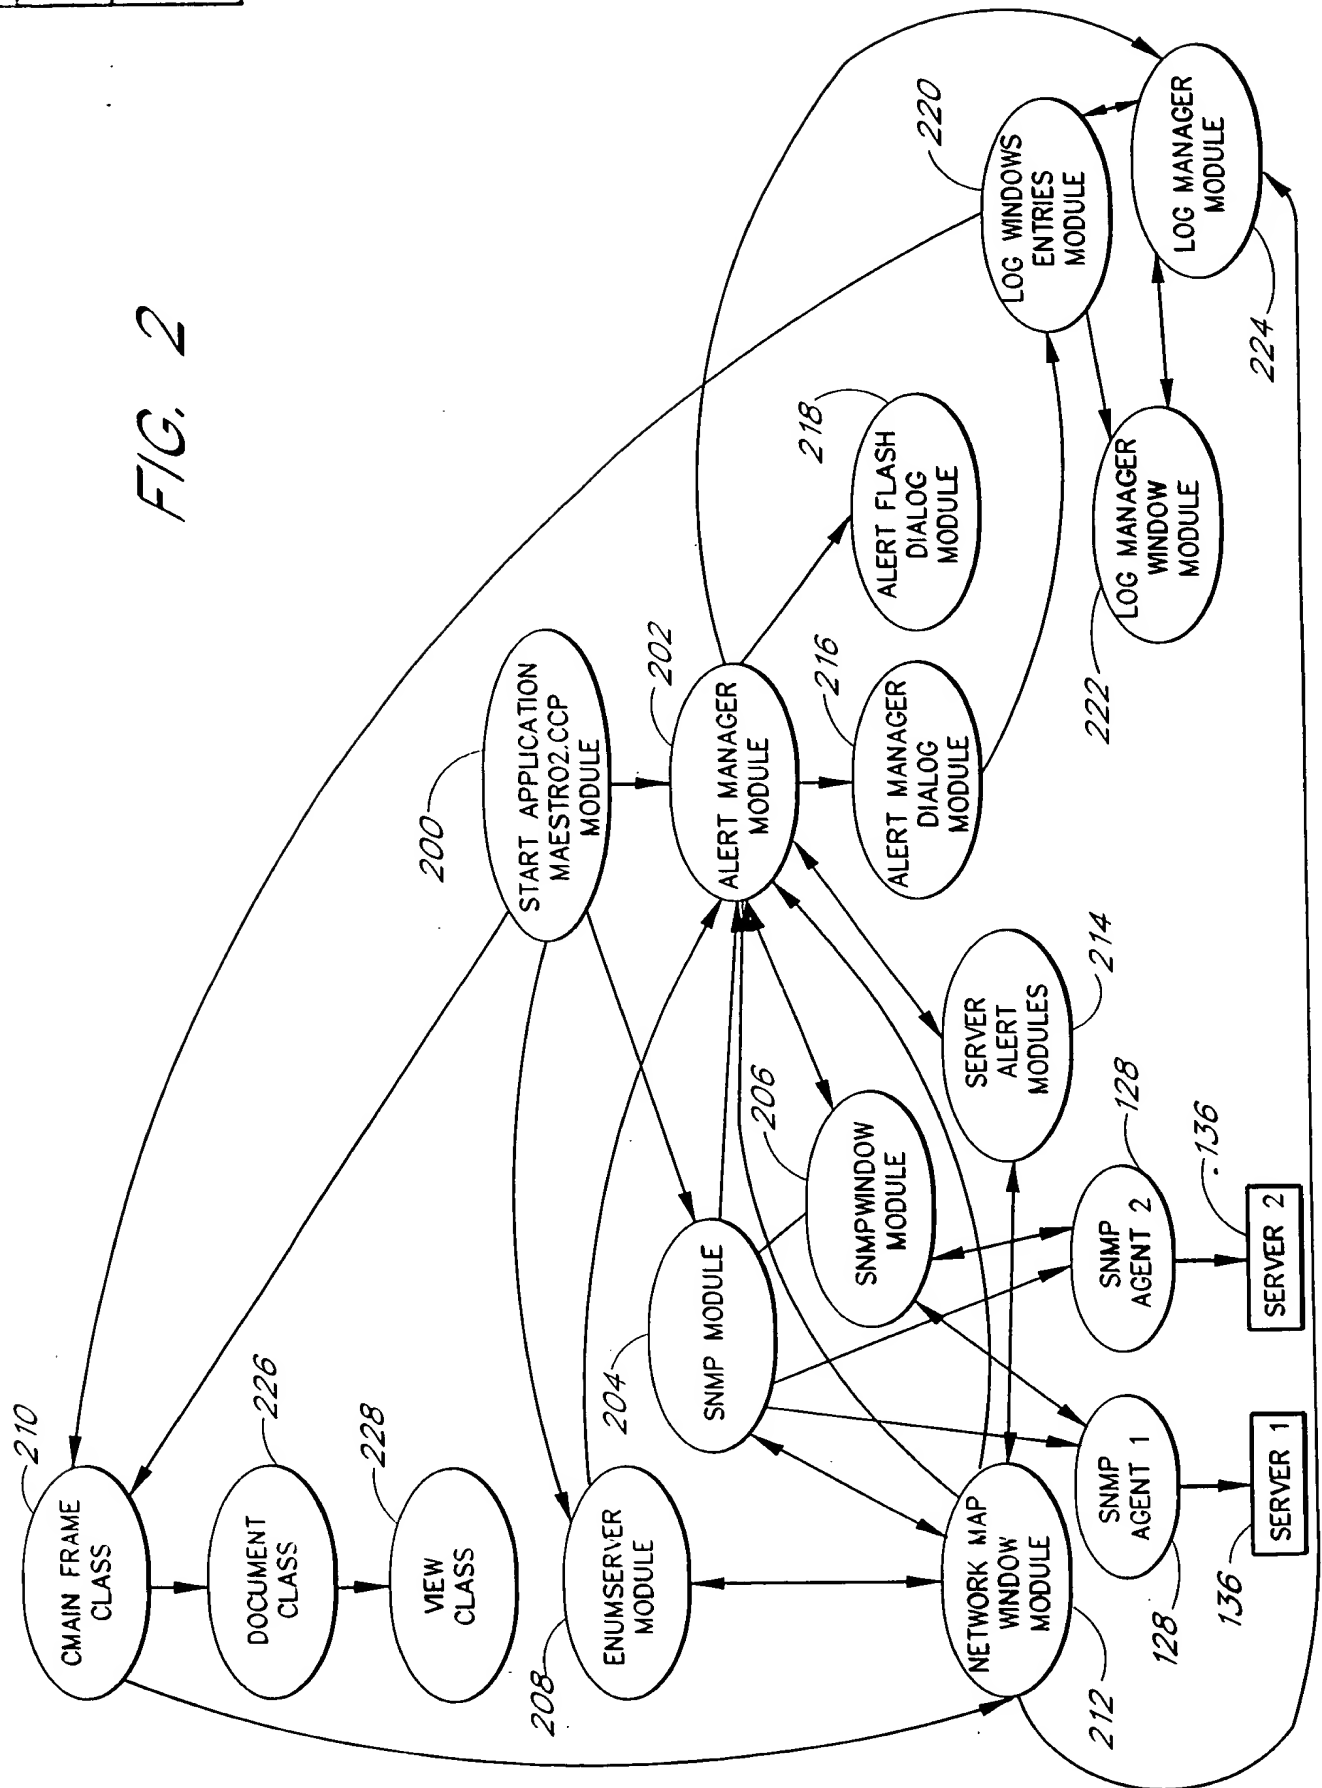 FIG. 2
210
CMAIN FRAME
CLASS
226
DOCUMENT
CLASS
228
VIEW
CLASS
208
ENUMSERVER
MODULE
204
SNMP MODULE
200
START APPLICATION
MAESTRO2.CCP
MODULE
202
ALERT MANAGER
MODULE
206
SNMPWINDOW
MODULE
216
ALERT MANAGER
DIALOG
MODULE
218
ALERT FLASH
DIALOG
MODULE
220
LOG WINDOWS
ENTRIES
MODULE
212
NETWORK MAP
WINDOW
MODULE
214
SERVER
ALERT
MODULES
222
LOG MANAGER
WINDOW
MODULE
224
LOG MANAGER
MODULE
128
SNMP
AGENT 1
128
SNMP
AGENT 2
136
SERVER 1
136
SERVER 2